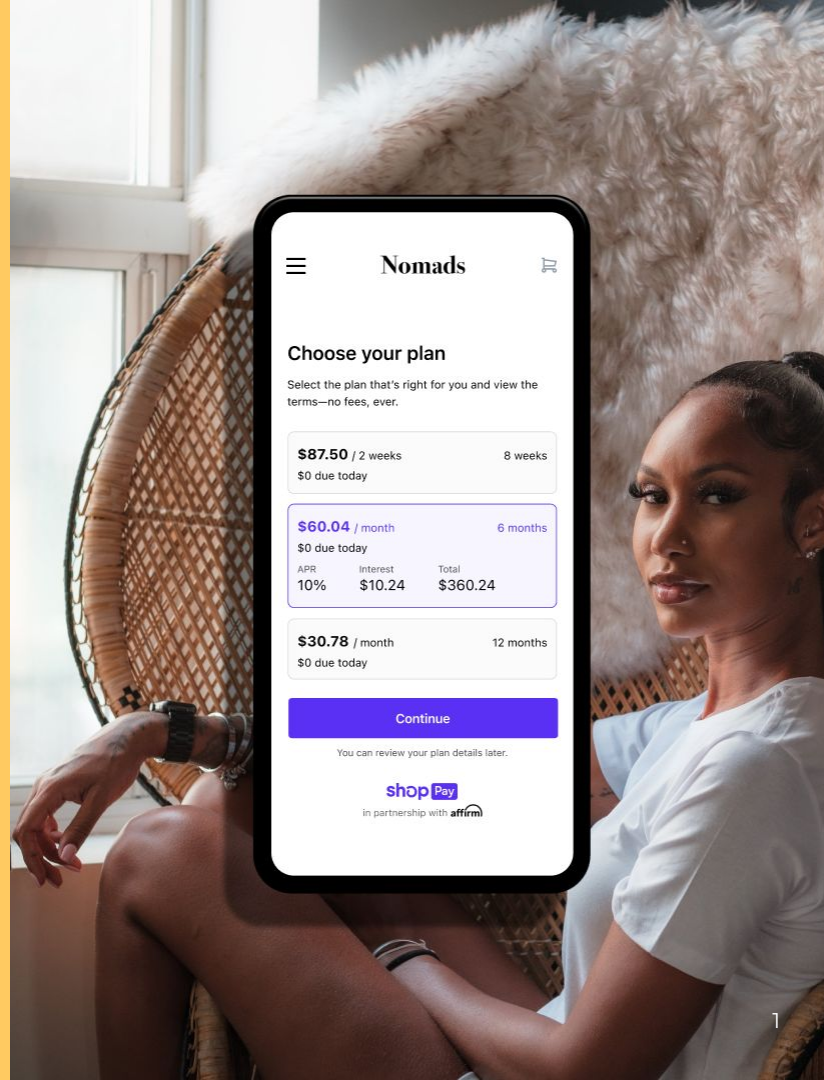 Nomads
Choose your plan
Select the plan that's right for you and view the
terms—no fees, ever.
$87.50 / 2 weeks 8 weeks
$0 due today
$60.04 / month 6 months
$0 due today
APR Interest Total
10% $10.24 $360.24
$30.78 / month 12 months
$0 due today
Continue
You can review your plan details later.
shop Pay
in partnership with affirm
1